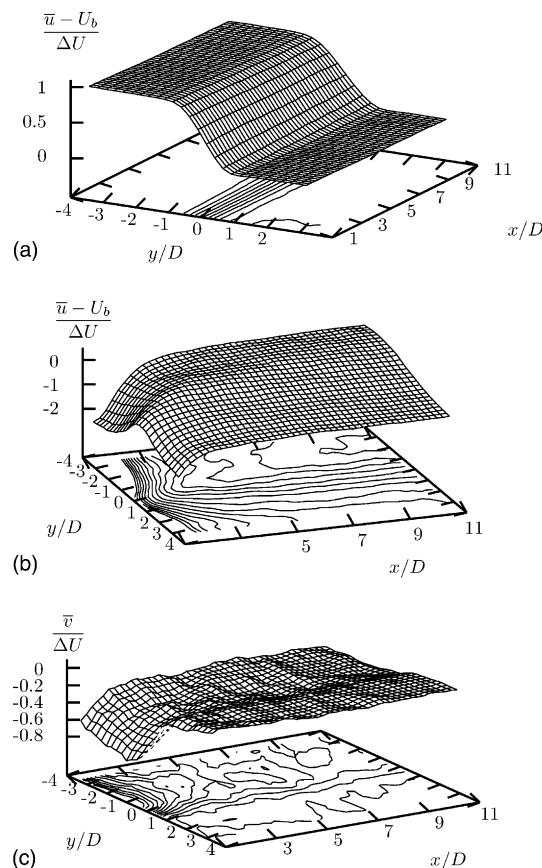 u̅ − U_b
ΔU
1
0.5
0
-4 -3 -2 -1 0 1 2
1 3 5 7 9 11
y/D
x/D
(a)
u̅ − U_b
ΔU
0
-1
-2
-4 -3 -2 -1 0 1 2 3 4
5 7 9 11
y/D
x/D
(b)
v̅
ΔU
0
-0.2
-0.4
-0.6
-0.8
-4 -3 -2 -1 0 1 2 3 4
3 5 7 9 11
y/D
x/D
(c)